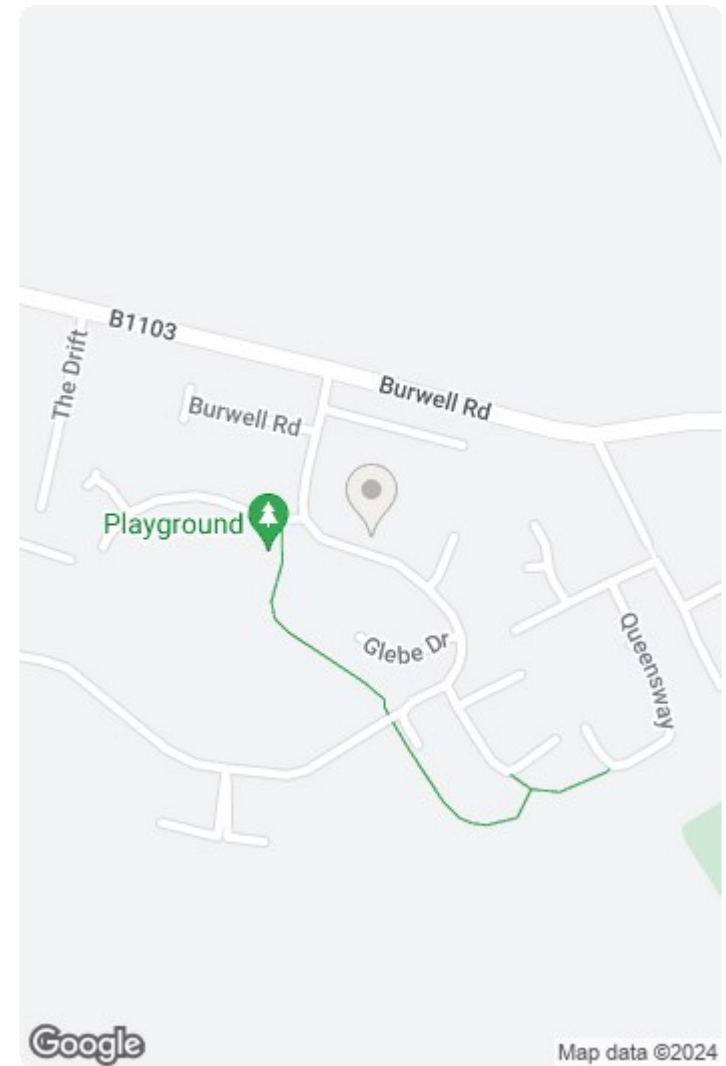 B1103
The Drift
Burwell Rd
Burwell Rd
Playground
Glebe Dr
Queensway
Google
Map data ©2024